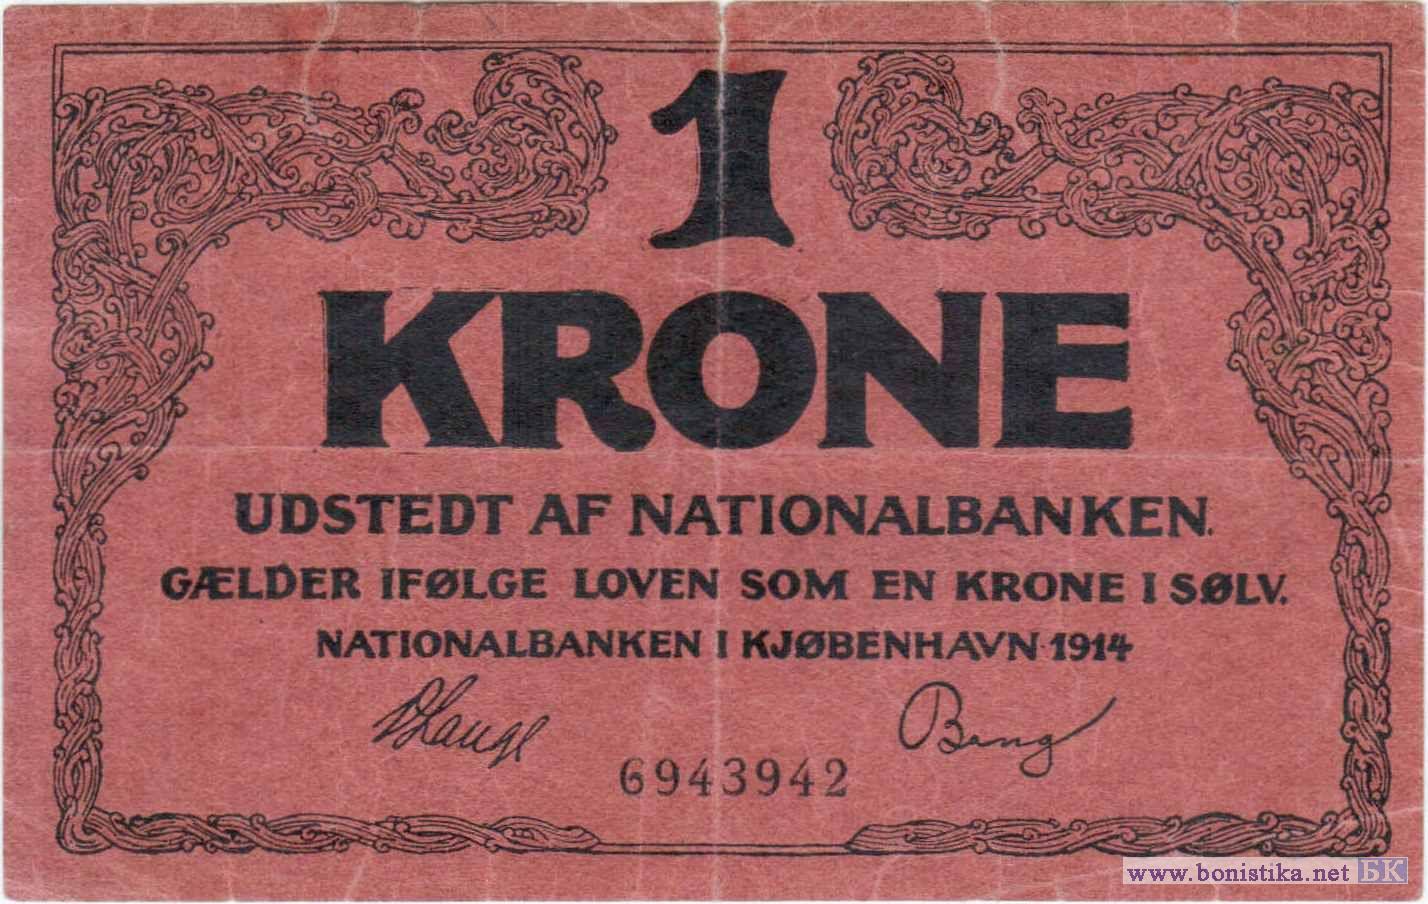 1
KRONE
UDSTEDT AF NATIONALBANKEN.
GÆLDER IFØLGE LOVEN SOM EN KRONE I SØLV.
NATIONALBANKEN I KJØBENHAVN·1914
Lange
Bang
6943942
www.bonistika.net БК